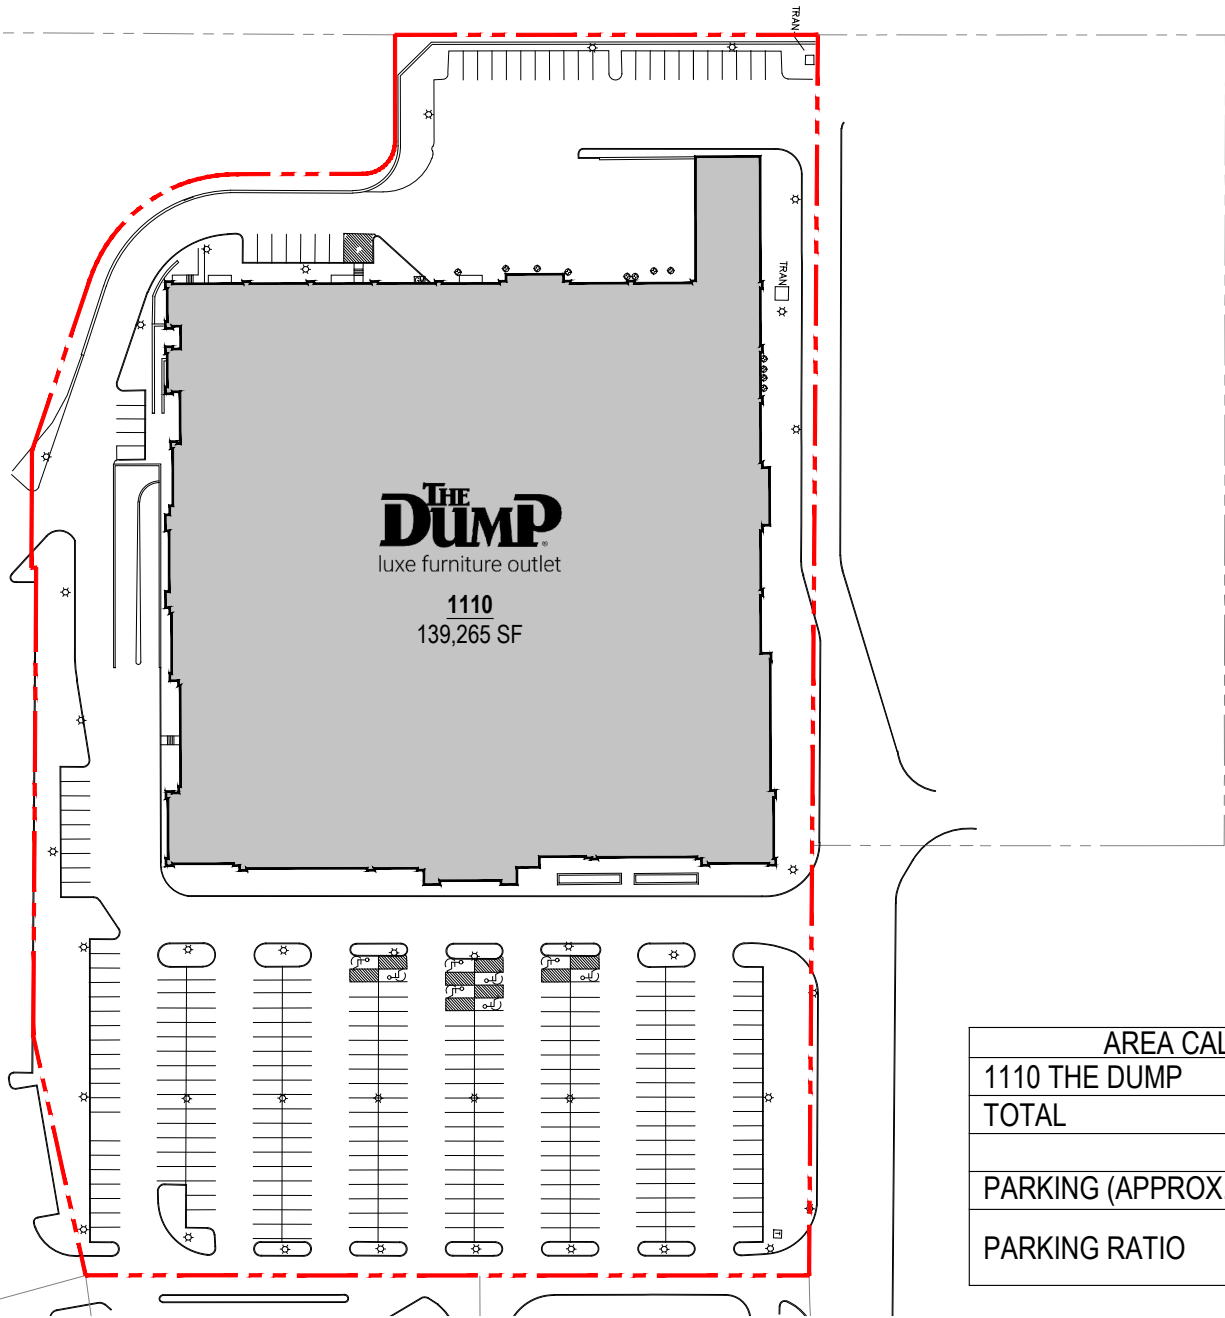 TRAN
TRAN
THE
DUMP
luxe furniture outlet
1110
139,265 SF
AREA CAL
1110 THE DUMP
TOTAL
PARKING (APPROX.
PARKING RATIO